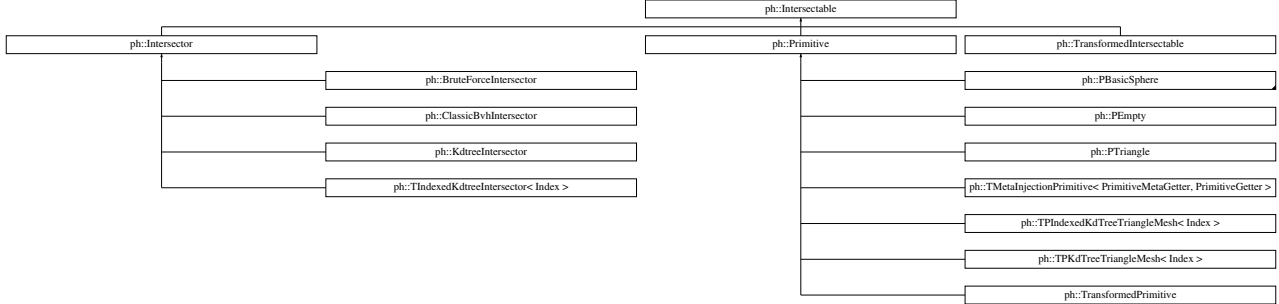 ph::Intersectable
ph::Intersector
ph::Primitive
ph::TransformedIntersectable
ph::BruteForceIntersector
ph::PBasicSphere
ph::ClassicBvhIntersector
ph::PEmpty
ph::KdtreeIntersector
ph::PTriangle
ph::TIndexedKdtreeIntersector< Index >
ph::TMetaInjectionPrimitive< PrimitiveMetaGetter, PrimitiveGetter >
ph::TPIndexedKdTreeTriangleMesh< Index >
ph::TPKdTreeTriangleMesh< Index >
ph::TransformedPrimitive